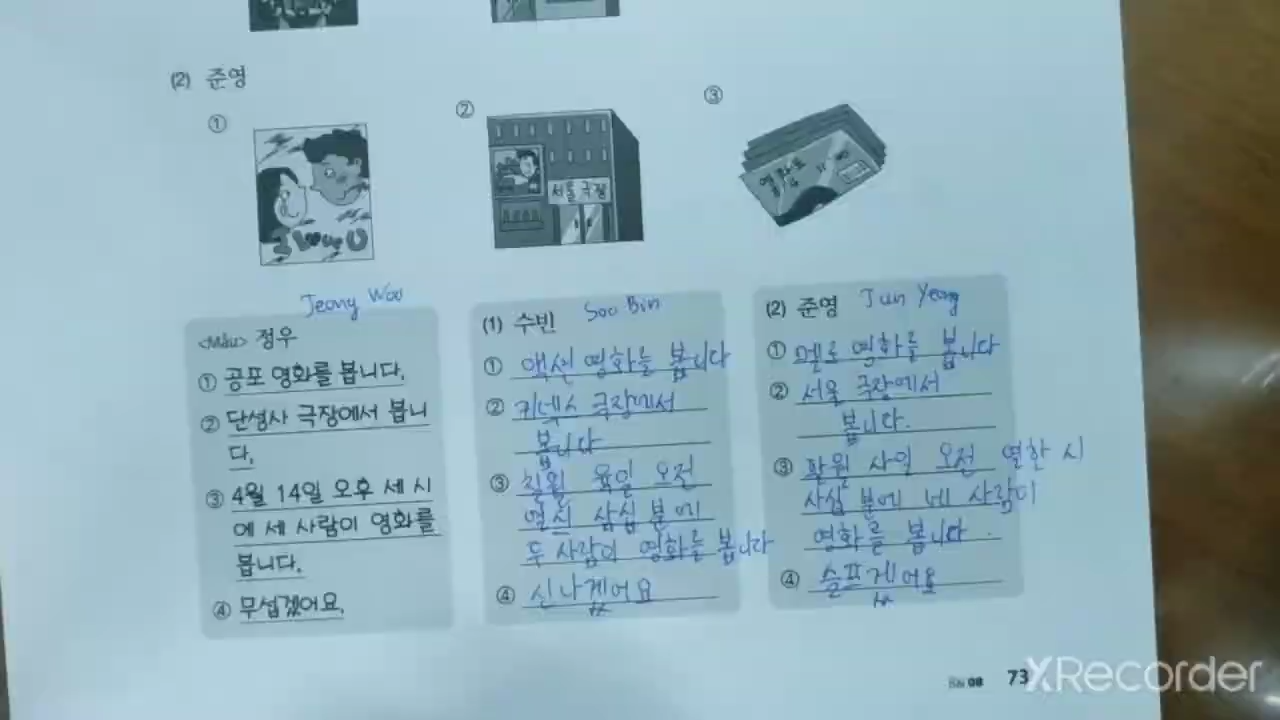 (2) 준영
①
②
③
서울 극장
Jeong Woo
<Mẫu> 정우
① 공포 영화를 봅니다.
② 단성사 극장에서 봅니
다.
③ 4월 14일 오후 세 시
에 세 사람이 영화를
봅니다.
④ 무섭겠어요.
Soo Bin
(1) 수빈
① 액션 영화를 봅니다
② 키넥스 극장에서
봅니다
③ 칠월 육일 오전
열 시 삼십 분에
두 사람이 영화를 봅니다
④ 신나겠어요
Jun Yeong
(2) 준영
① 멜로 영화를 봅니다
② 서울 극장에서
봅니다.
③ 팔월 사일 오전 열한 시
사십 분에 네 사람이
영화를 봅니다.
④ 슬프겠어요
Bài 08 73
XRecorder